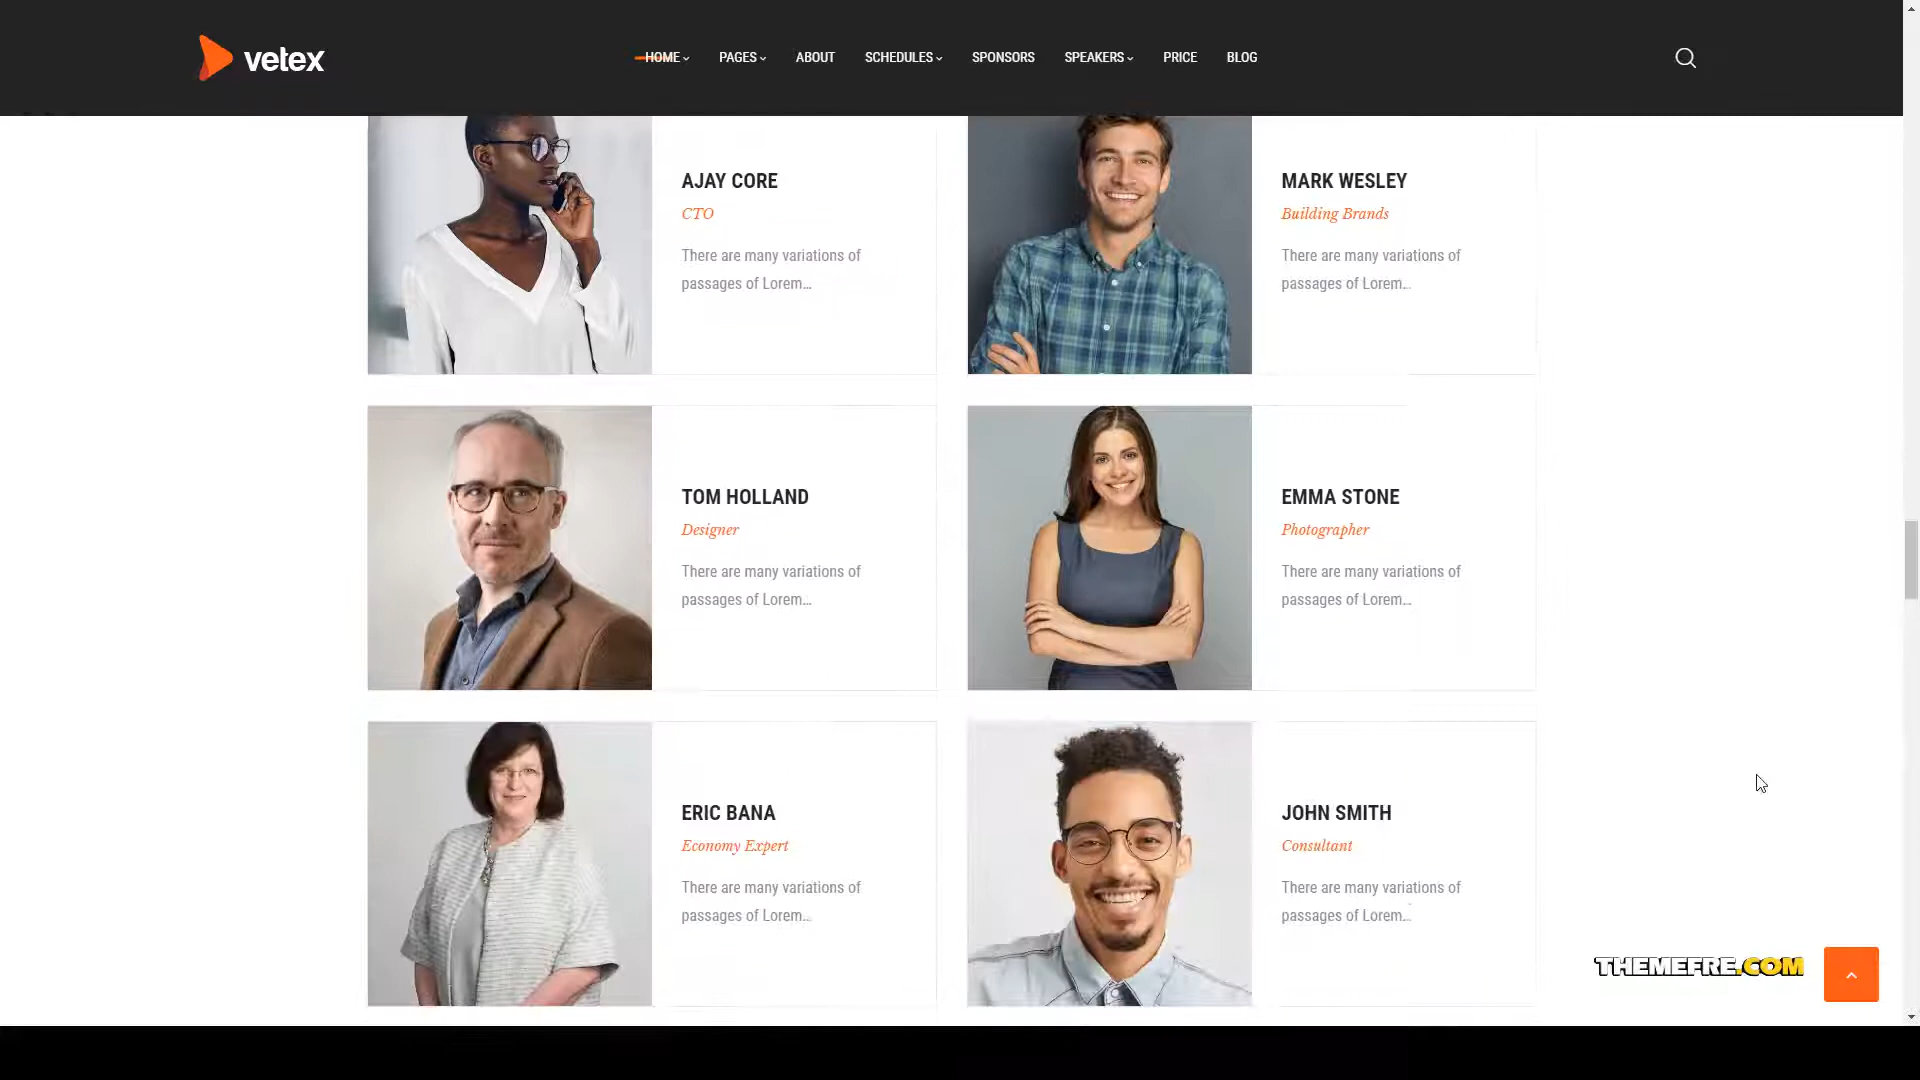 vetex
HOME
PAGES
ABOUT
SCHEDULES
SPONSORS
SPEAKERS
PRICE
BLOG
AJAY CORE
CTO
There are many variations of
passages of Lorem...
MARK WESLEY
Building Brands
There are many variations of
passages of Lorem...
TOM HOLLAND
Designer
There are many variations of
passages of Lorem...
EMMA STONE
Photographer
There are many variations of
passages of Lorem...
ERIC BANA
Economy Expert
There are many variations of
passages of Lorem...
JOHN SMITH
Consultant
There are many variations of
passages of Lorem...
THEMEFRE.COM